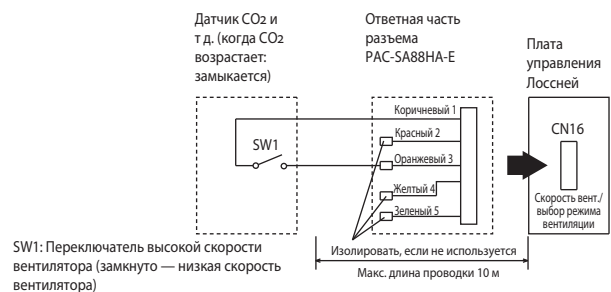 Датчик CO2 и
т д. (когда CO2
возрастает:
замыкается)
Ответная часть
разъема
PAC-SA88HA-E
Плата
управления
Лоссней
Коричневый 1
Красный 2
Оранжевый 3
Желтый 4
Зеленый 5
SW1
CN16
Скорость вент./
выбор режима
вентиляции
Изолировать, если не используется
Макс. длина проводки 10 м
SW1: Переключатель высокой скорости
вентилятора (замкнуто — низкая скорость
вентилятора)